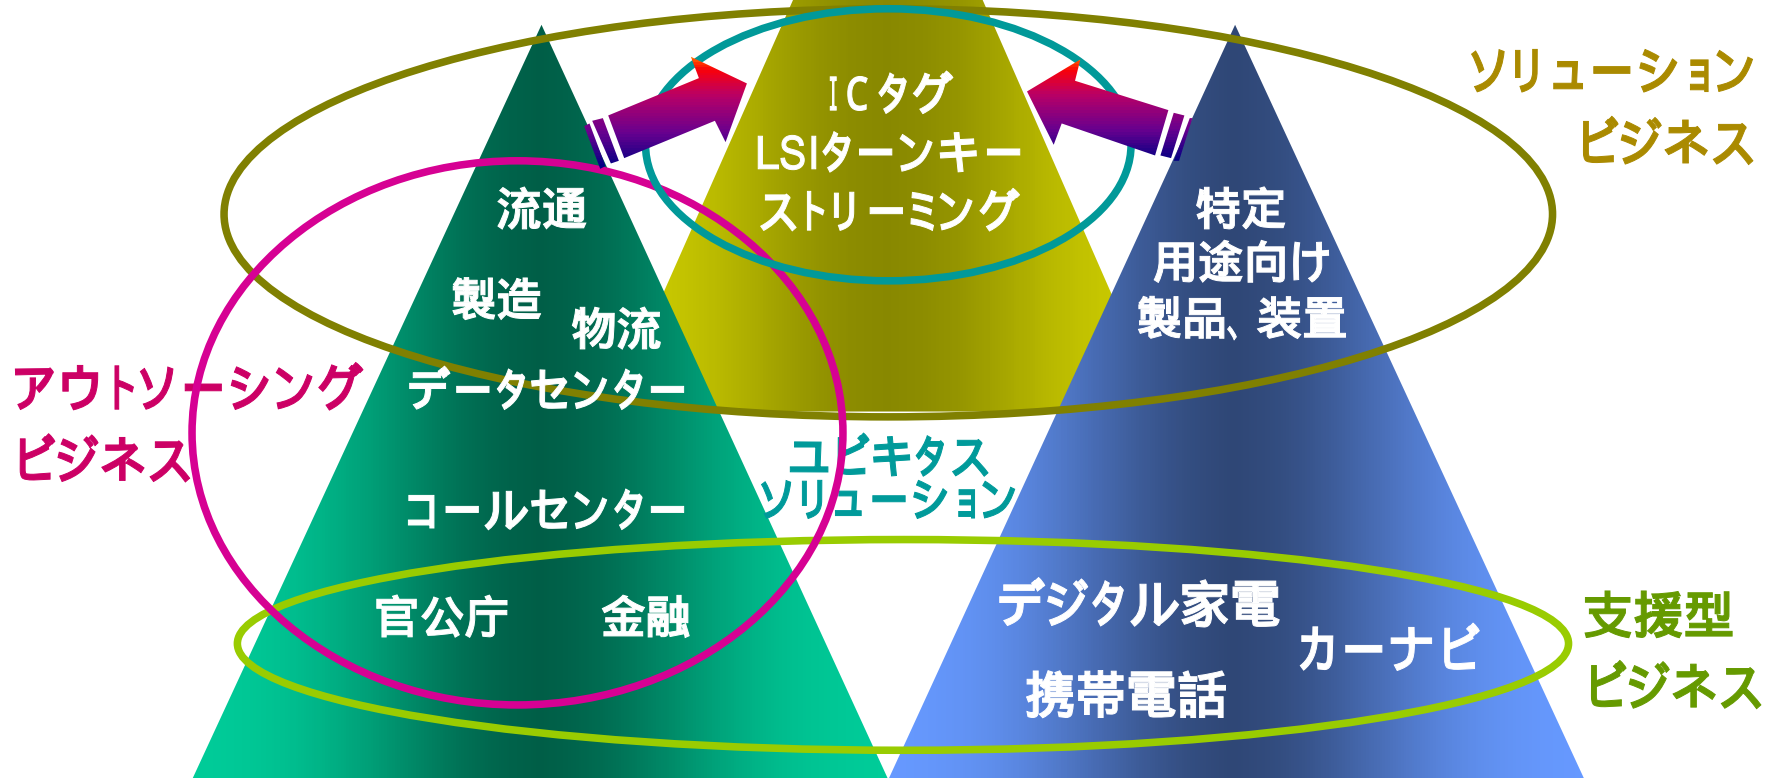 ソリューション
ビジネス
ICタグ
LSIターンキー
ストリーミング
流通
製造
物流
データセンター
コールセンター
官公庁
金融
特定
用途向け
製品、装置
アウトソーシング
ビジネス
ユビキタス
ソリューション
デジタル家電
カーナビ
携帯電話
支援型
ビジネス